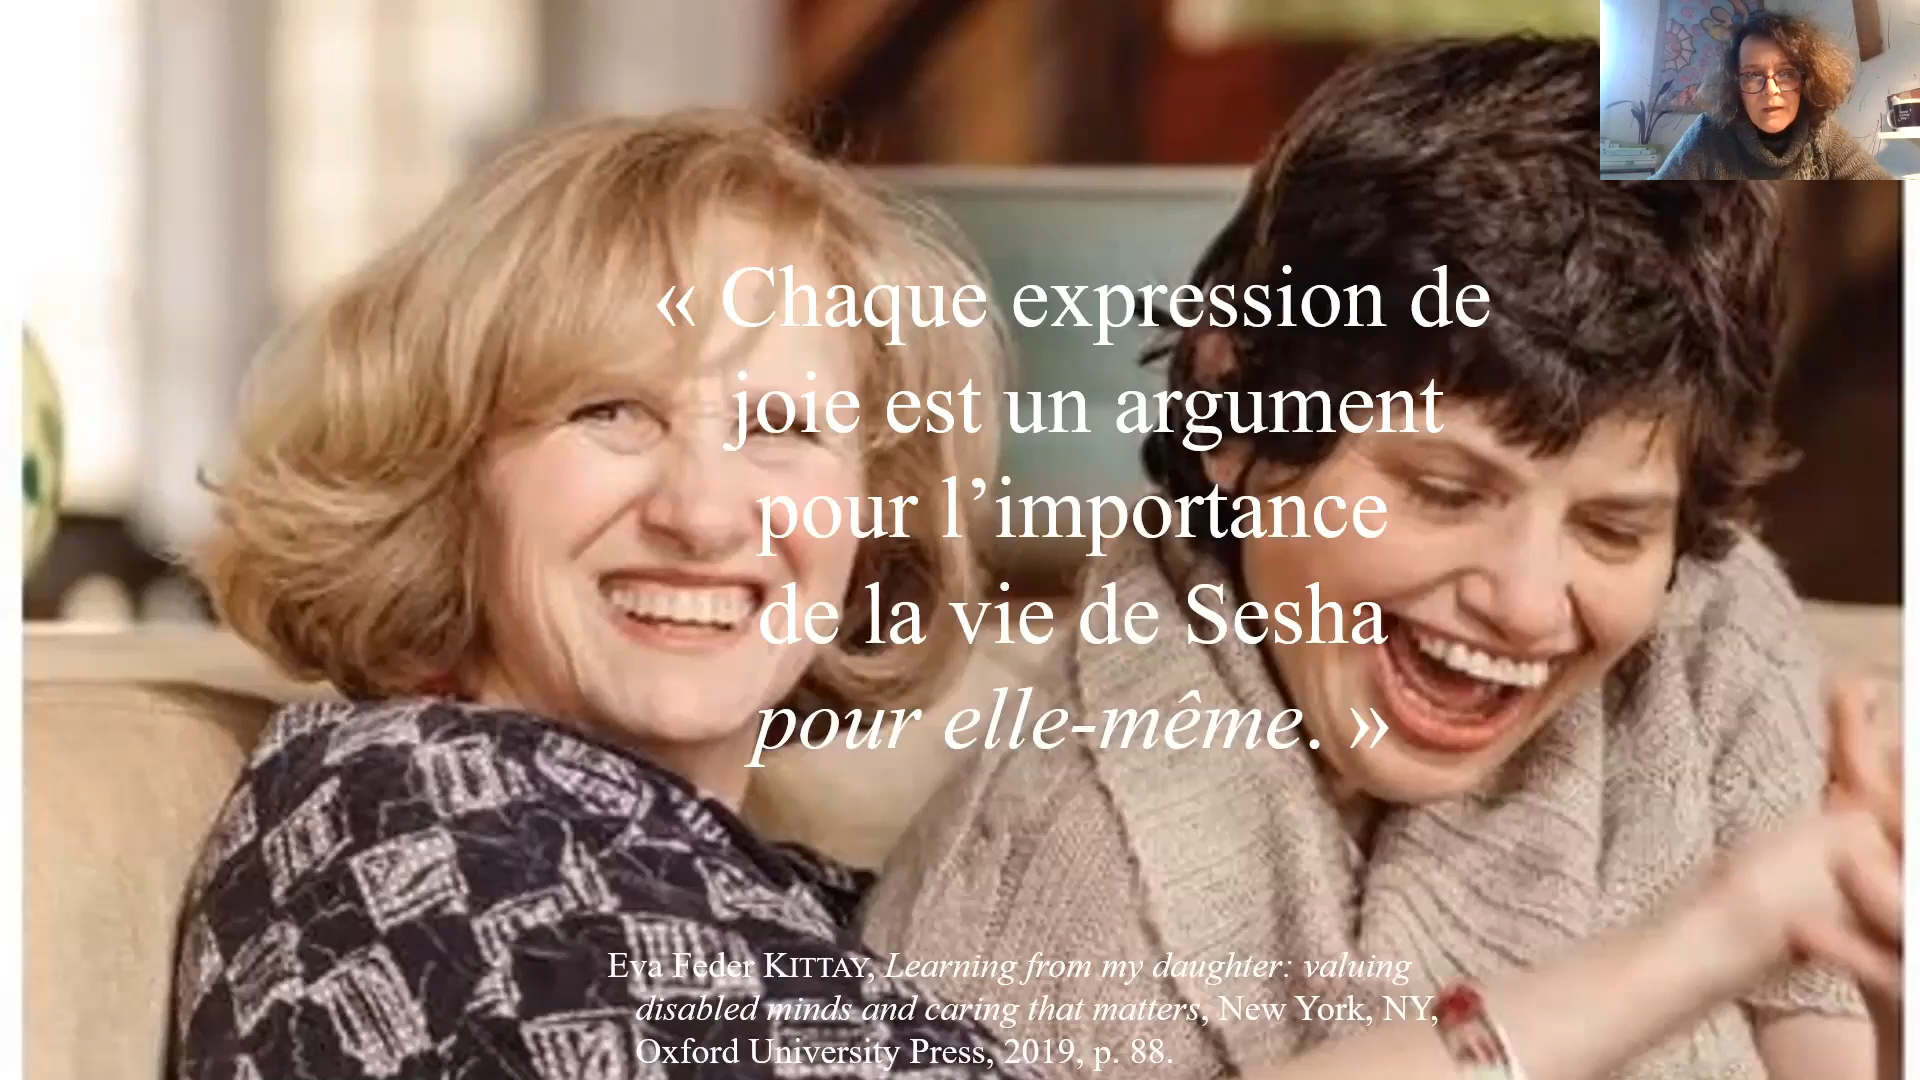 « Chaque expression de
joie est un argument
pour l’importance
de la vie de Sesha
pour elle-même. »
Eva Feder KITTAY, Learning from my daughter: valuing
disabled minds and caring that matters, New York, NY,
Oxford University Press, 2019, p. 88.